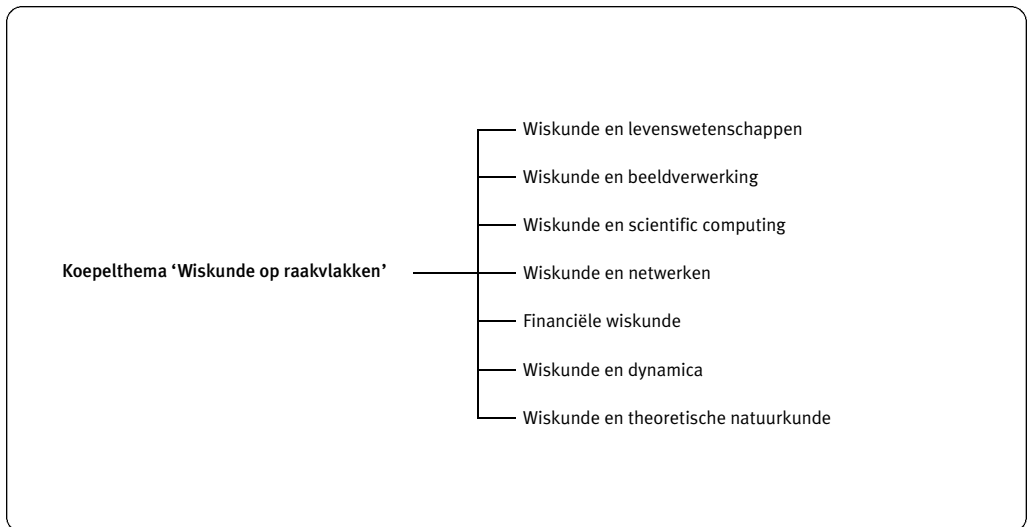 Wiskunde en levenswetenschappen
Wiskunde en beeldverwerking
Wiskunde en scientific computing
Koepelthema ‘Wiskunde op raakvlakken’
Wiskunde en netwerken
Financiële wiskunde
Wiskunde en dynamica
Wiskunde en theoretische natuurkunde